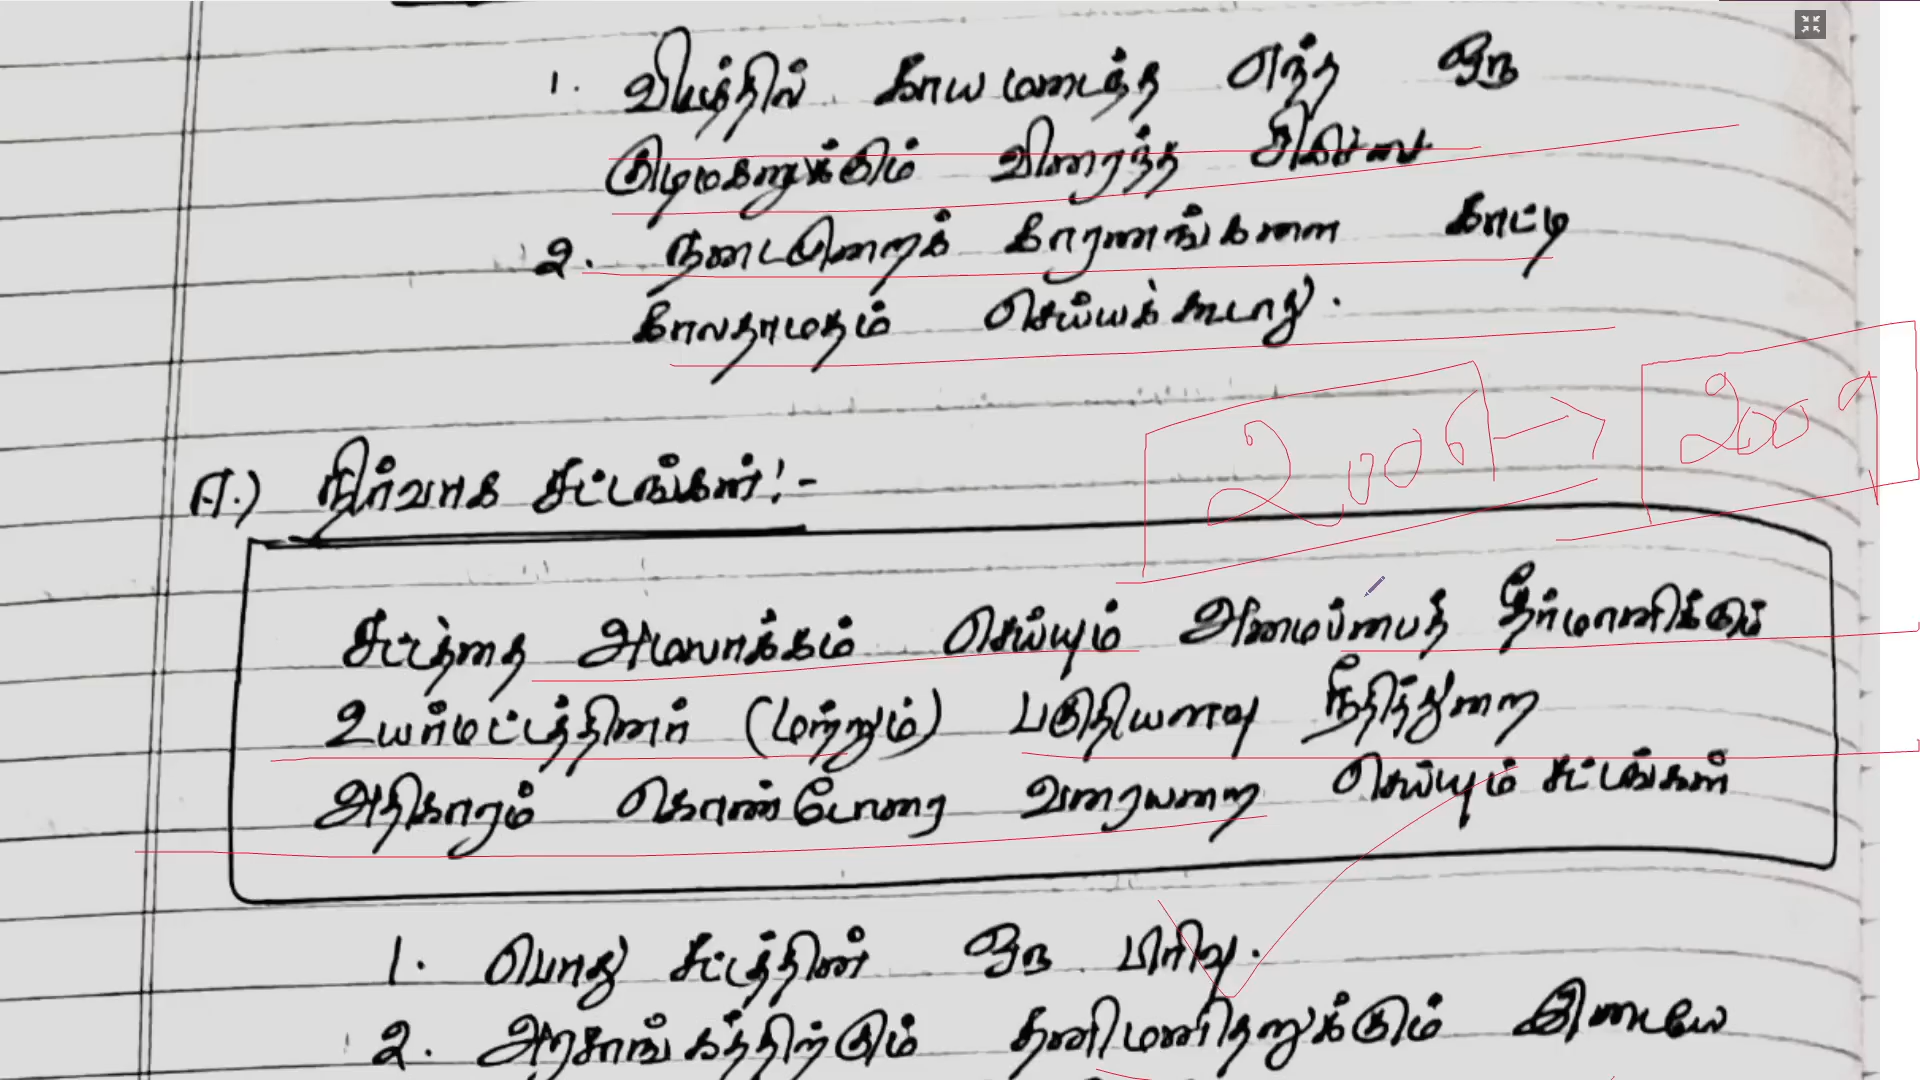 1. விபத்தில் காயமடைந்த எந்த ஒரு
குடிமகனுக்கும் விரைந்த சிகிச்சை
2. நடைமுறைக் காரணங்களை காட்டி
காலதாமதம் செய்யக்கூடாது.
2006 → 2009
A.) நிர்வாக சட்டங்கள்:-
சட்டத்தை அமலாக்கம் செய்யும் அமைப்பைத் தீர்மானிக்கும்
உயர்மட்டத்தினர் (மற்றும்) பகுதியளவு நீதித்துறை
அதிகாரம் கொண்டோரை வரையறை செய்யும் சட்டங்கள்
1. பொது சட்டத்தின் ஒரு பிரிவு.
2. அரசாங்கத்திற்கும் தனிமனிதனுக்கும் இடையே